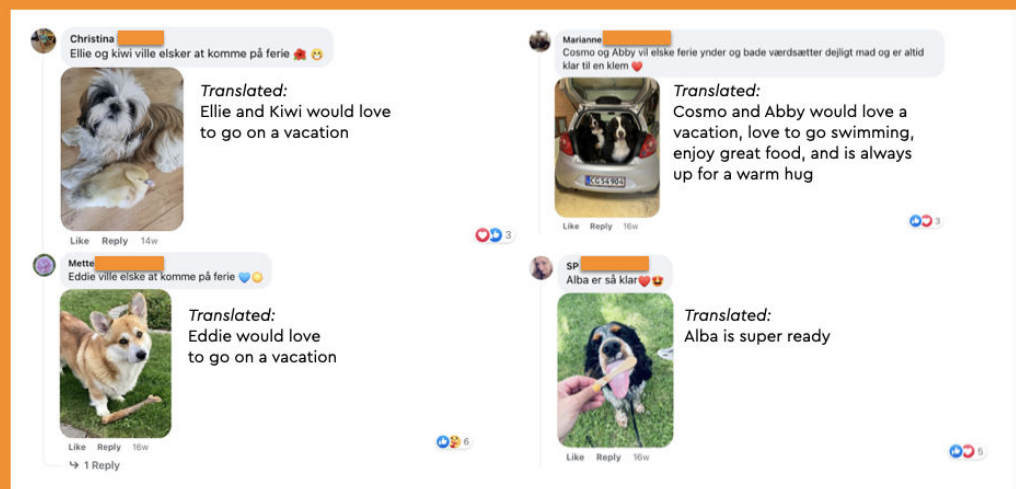 Christina
Ellie og kiwi ville elsker at komme på ferie 🌺 😁
Translated:
Ellie and Kiwi would love
to go on a vacation
Like Reply 14w
3
Marianne
Cosmo og Abby vil elske ferie ynder og bade værdsætter dejligt mad og er altid
klar til en klem ❤️
Translated:
Cosmo and Abby would love a
vacation, love to go swimming,
enjoy great food, and is always
up for a warm hug
CG54904
Like Reply 16w
3
Mette
Eddie ville elske at komme på ferie 💙🌞
Translated:
Eddie would love
to go on a vacation
Like Reply 16w
6
1 Reply
SP
Alba er så klar❤️😍
Translated:
Alba is super ready
Like Reply 16w
5